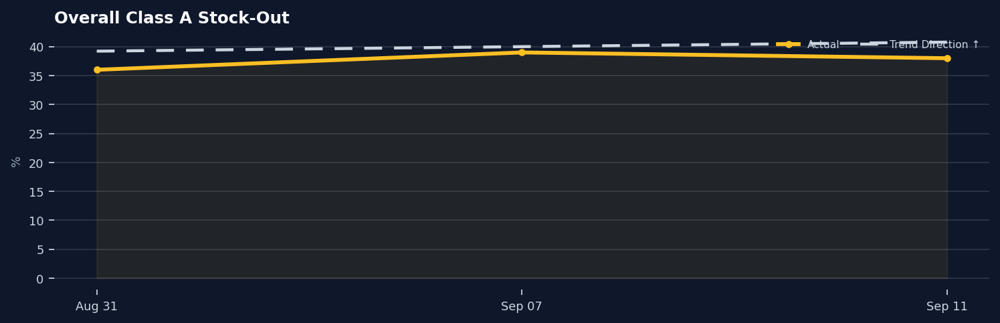 Overall Class A Stock-Out
Actual
Trend Direction ↑
%
40
35
30
25
20
15
10
5
0
Aug 31
Sep 07
Sep 11